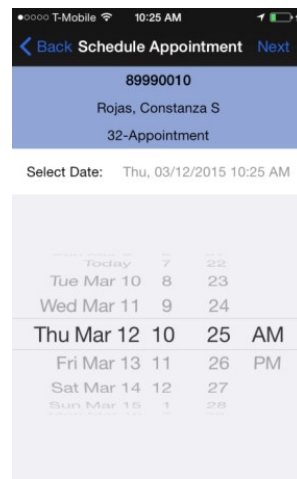 T-Mobile 10:25 AM
Back Schedule Appointment Next
89990010
Rojas, Constanza S
32-Appointment
Select Date: Thu, 03/12/2015 10:25 AM
Today 7 22
Tue Mar 10 8 23
Wed Mar 11 9 24
Thu Mar 12 10 25 AM
Fri Mar 13 11 26 PM
Sat Mar 14 12 27
Sun Mar 15 1 28